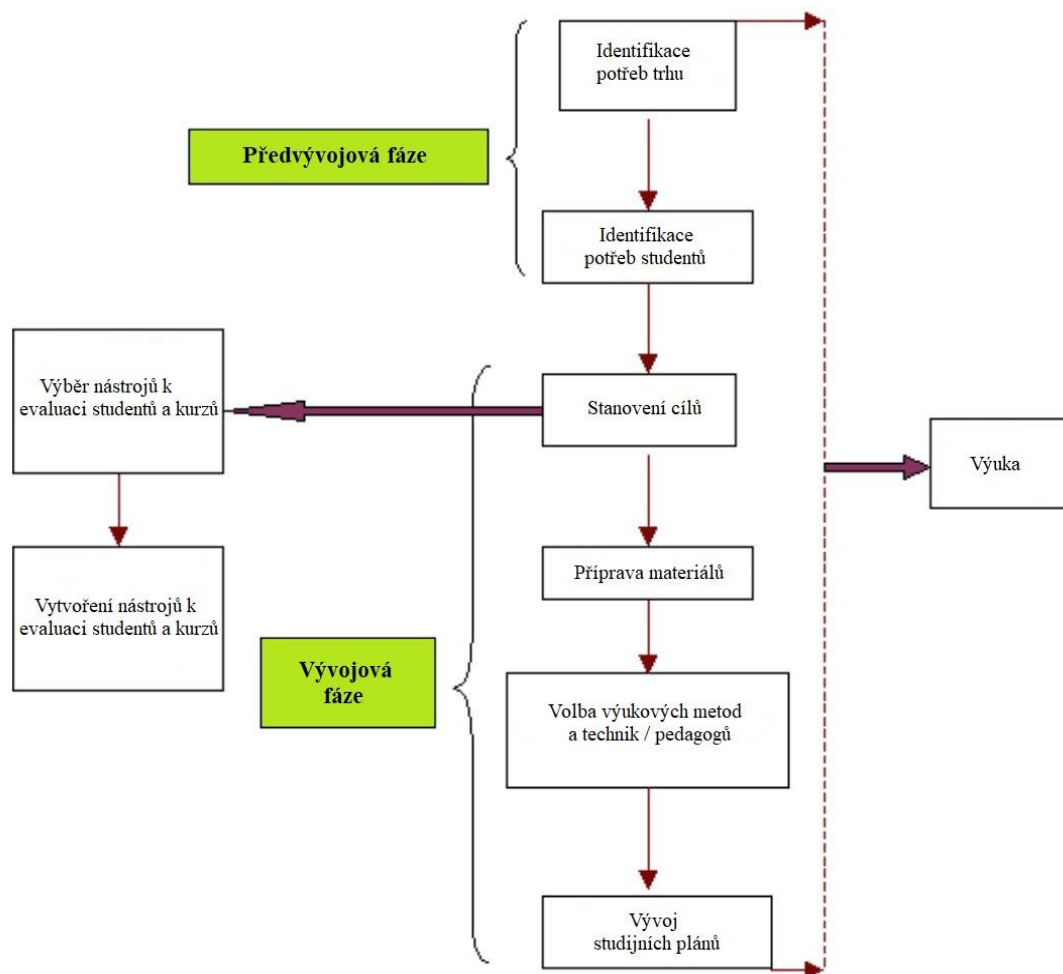 Identifikace
potřeb trhu
Předvývojová fáze
Identifikace
potřeb studentů
Výběr nástrojů k
evaluaci studentů a kurzů
Stanovení cílů
Výuka
Příprava materiálů
Vytvoření nástrojů k
evaluaci studentů a kurzů
Vývojová
fáze
Volba výukových metod
a technik / pedagogů
Vývoj
studijních plánů